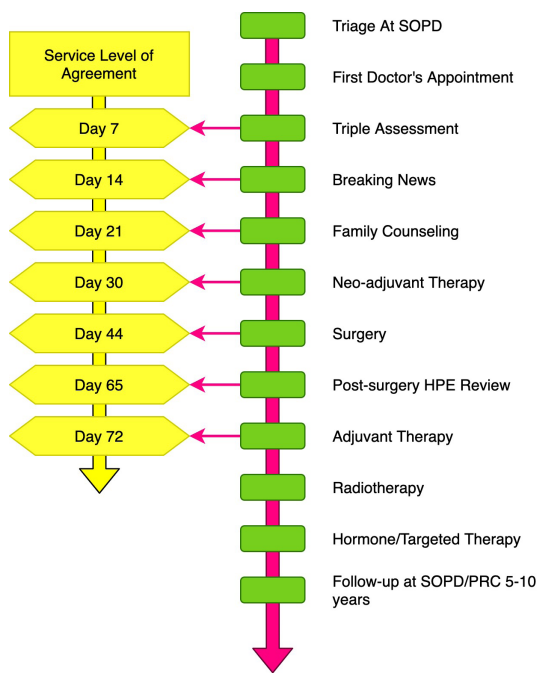 Triage At SOPD
Service Level of
Agreement
First Doctor's Appointment
Day 7
Triple Assessment
Day 14
Breaking News
Day 21
Family Counseling
Day 30
Neo-adjuvant Therapy
Day 44
Surgery
Day 65
Post-surgery HPE Review
Day 72
Adjuvant Therapy
Radiotherapy
Hormone/Targeted Therapy
Follow-up at SOPD/PRC 5-10
years